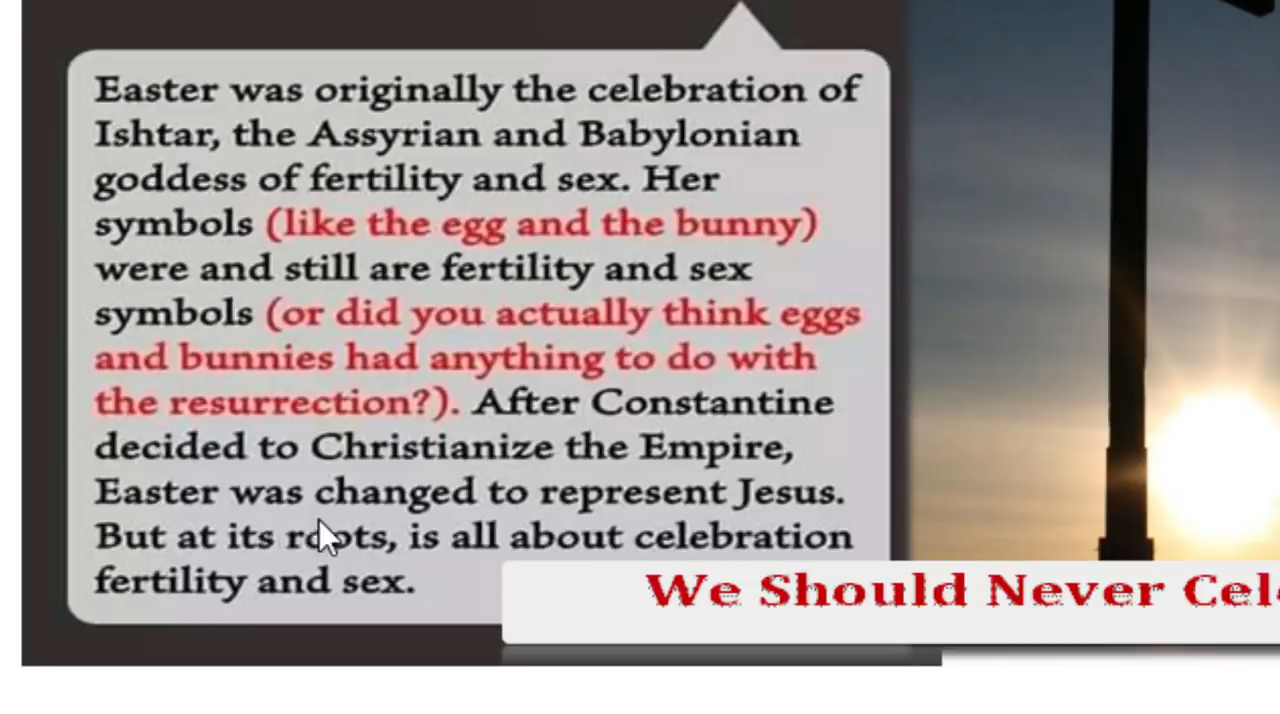 Easter was originally the celebration of
Ishtar, the Assyrian and Babylonian
goddess of fertility and sex. Her
symbols (like the egg and the bunny)
were and still are fertility and sex
symbols (or did you actually think eggs
and bunnies had anything to do with
the resurrection?). After Constantine
decided to Christianize the Empire,
Easter was changed to represent Jesus.
But at its roots, is all about celebration
fertility and sex.
We Should Never